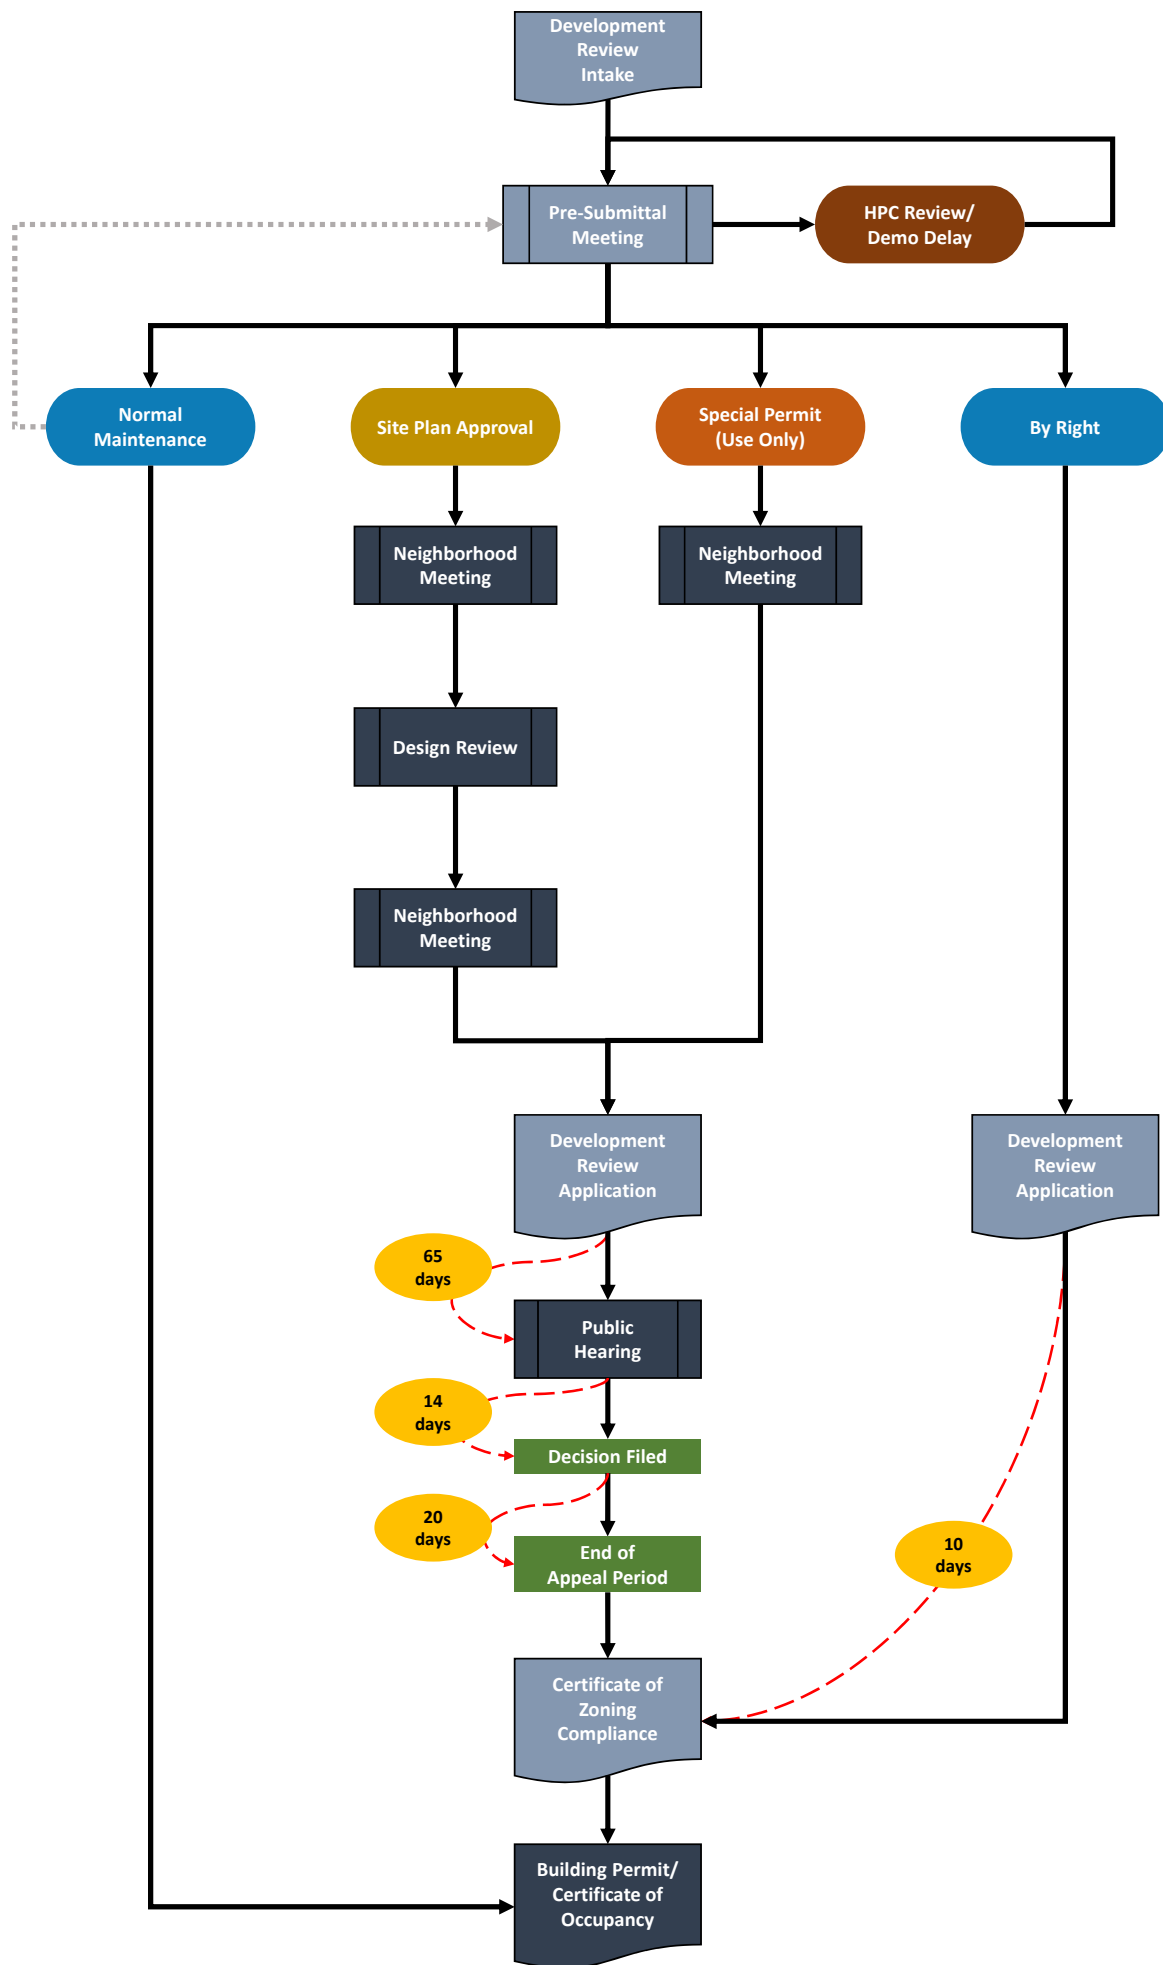 Development
Review
Intake
Pre-Submittal
Meeting
HPC Review/
Demo Delay
Normal
Maintenance
Site Plan Approval
Special Permit
(Use Only)
By Right
Neighborhood
Meeting
Neighborhood
Meeting
Design Review
Neighborhood
Meeting
Development
Review
Application
Development
Review
Application
65
days
Public
Hearing
14
days
Decision Filed
20
days
End of
Appeal Period
10
days
Certificate of
Zoning
Compliance
Building Permit/
Certificate of
Occupancy